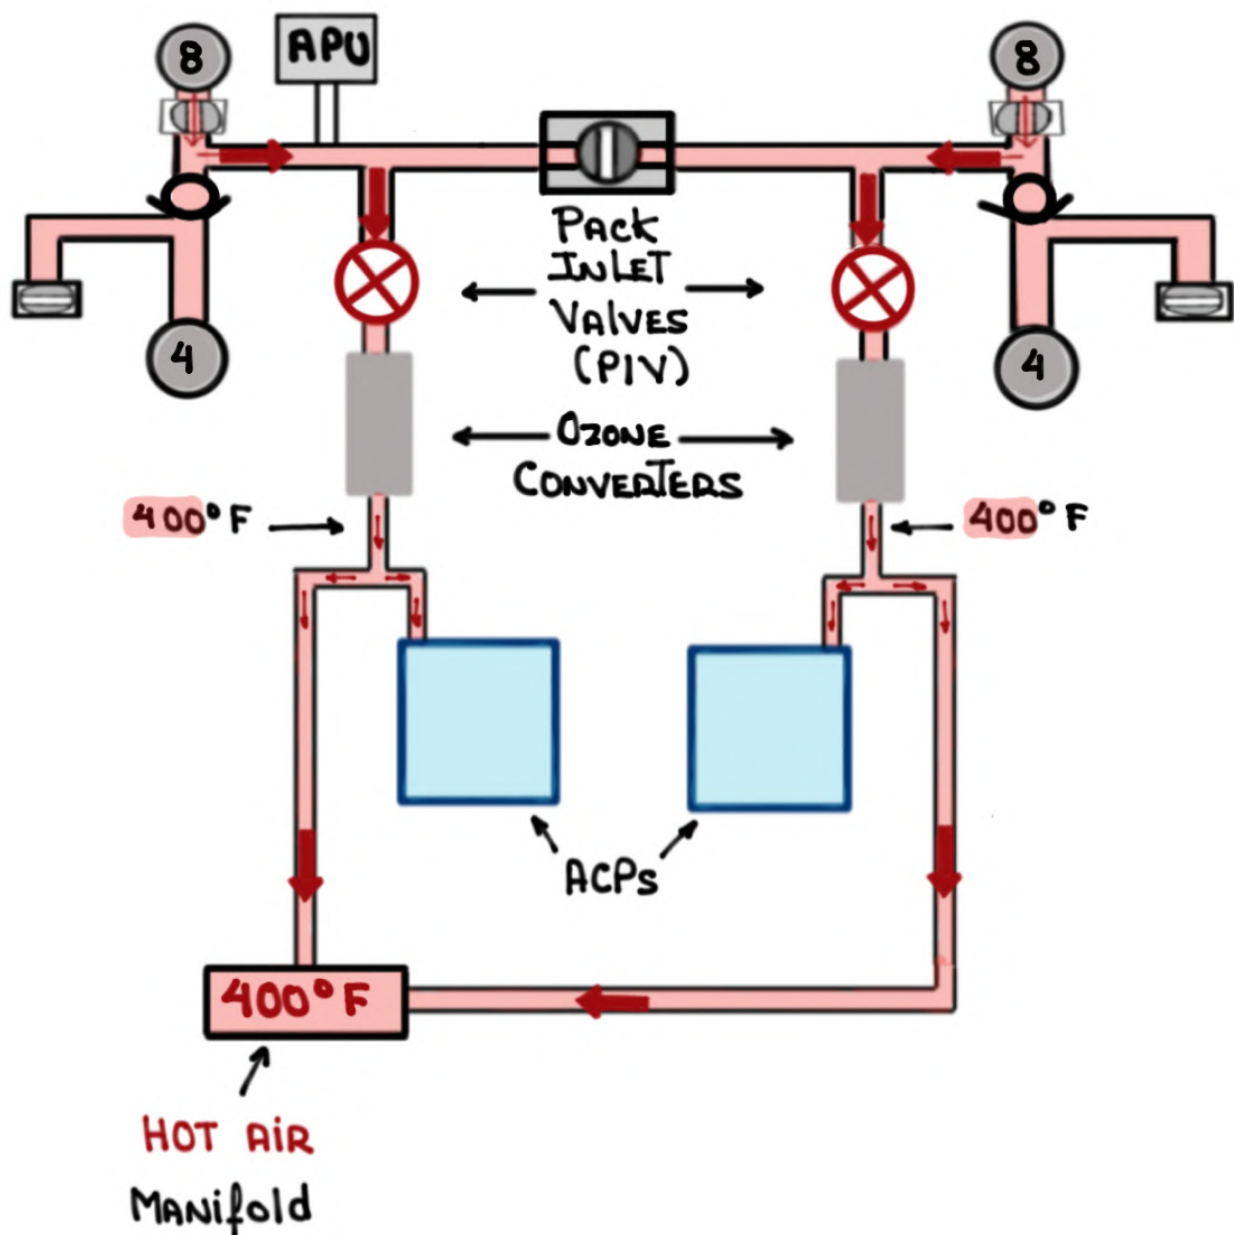 8
APU
8
PACK
INLET
VALVES
(PIV)
4
4
OZONE
CONVERTERS
400°F
400°F
ACPs
400°F
HOT AiR
MANifold